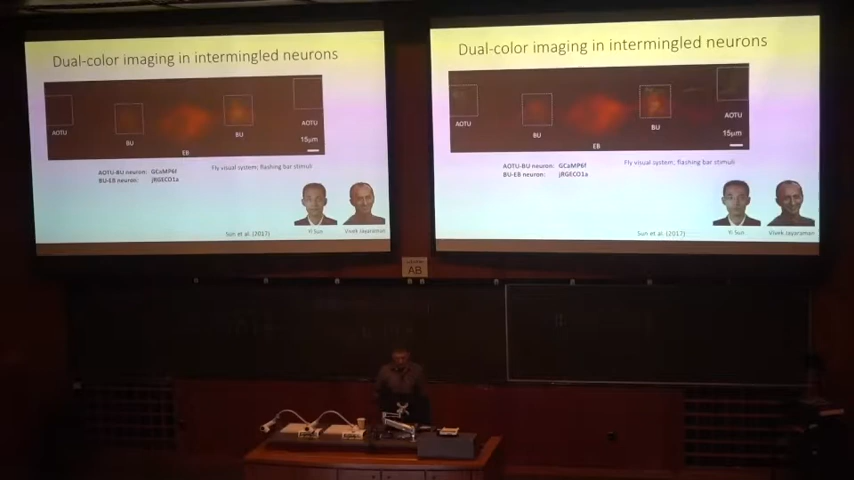 Dual-color imaging in intermingled neurons
AOTU
BU
EB
BU
AOTU
15μm
AOTU-BU neuron: GCaMP6f
BU-EB neuron: jRGECO1a
Fly visual system; flashing bar stimuli
Sun et al. (2017)
Yi Sun
Vivek Jayaraman
Dual-color imaging in intermingled neurons
AOTU
BU
EB
BU
AOTU
15μm
AOTU-BU neuron: GCaMP6f
BU-EB neuron: jRGECO1a
Fly visual system; flashing bar stimuli
Sun et al. (2017)
Yi Sun
Vivek Jayaraman
AB